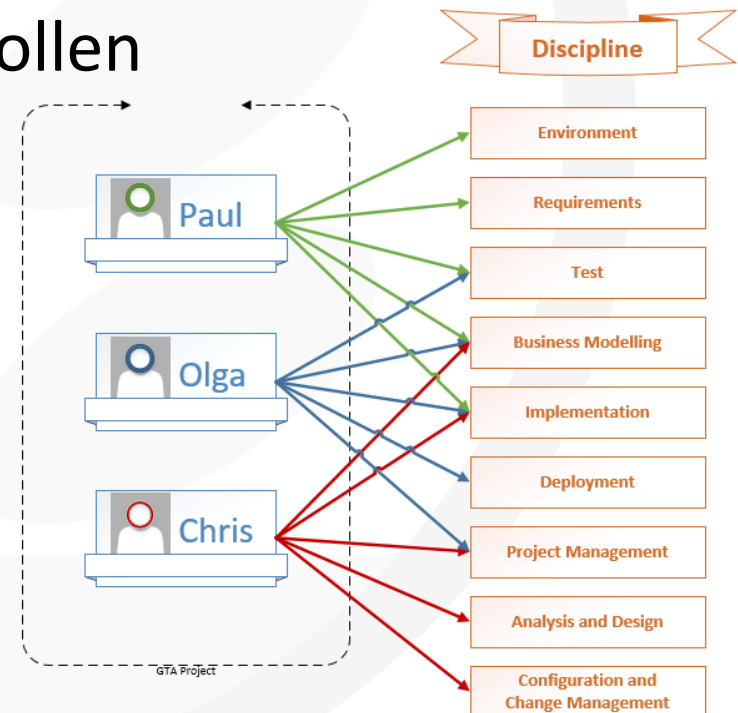 ollen
Discipline
Paul
Olga
Chris
GTA Project
Environment
Requirements
Test
Business Modelling
Implementation
Deployment
Project Management
Analysis and Design
Configuration and
Change Management